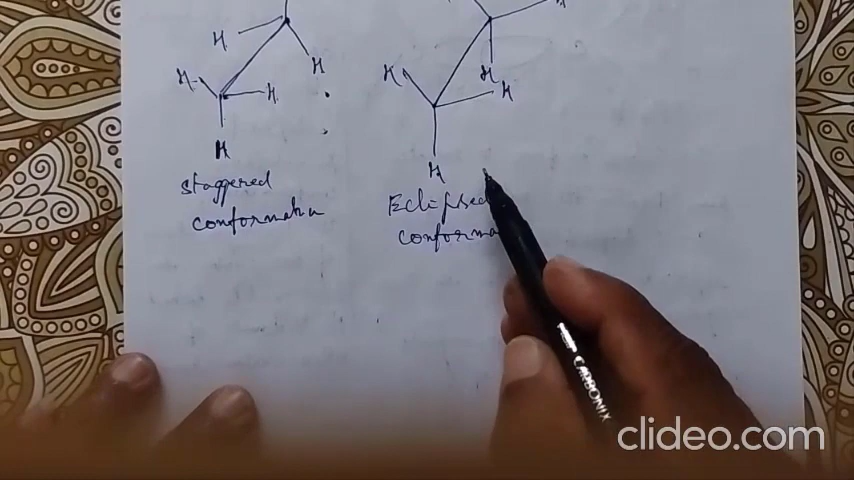 H
H
H
H
H
H
H
H
H
staggered
conformation
Eclipsed
conforma
CARBONIX
clideo.com